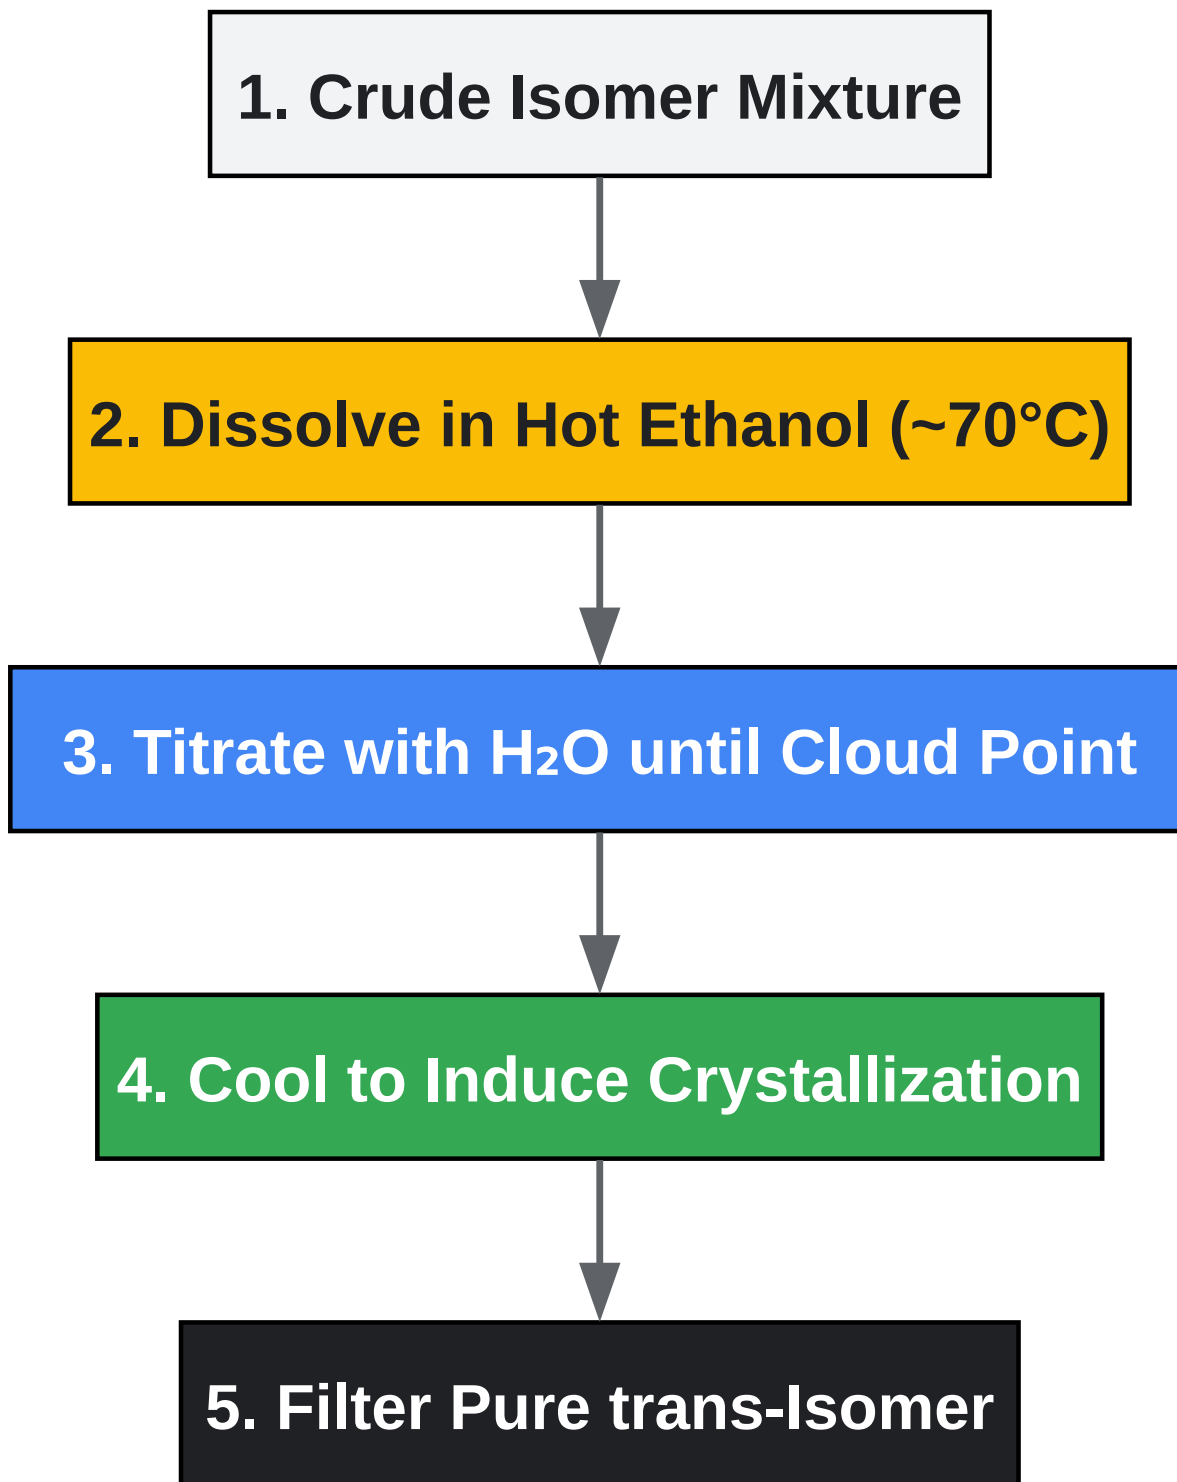 1. Crude Isomer Mixture
2. Dissolve in Hot Ethanol (~70°C)
3. Titrate with H₂O until Cloud Point
4. Cool to Induce Crystallization
5. Filter Pure trans-Isomer